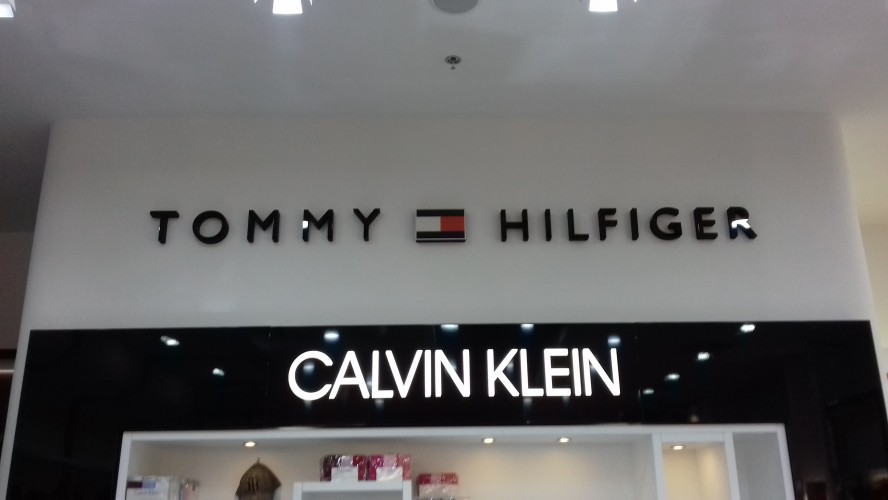 TOMMY HILFIGER
CALVIN KLEIN